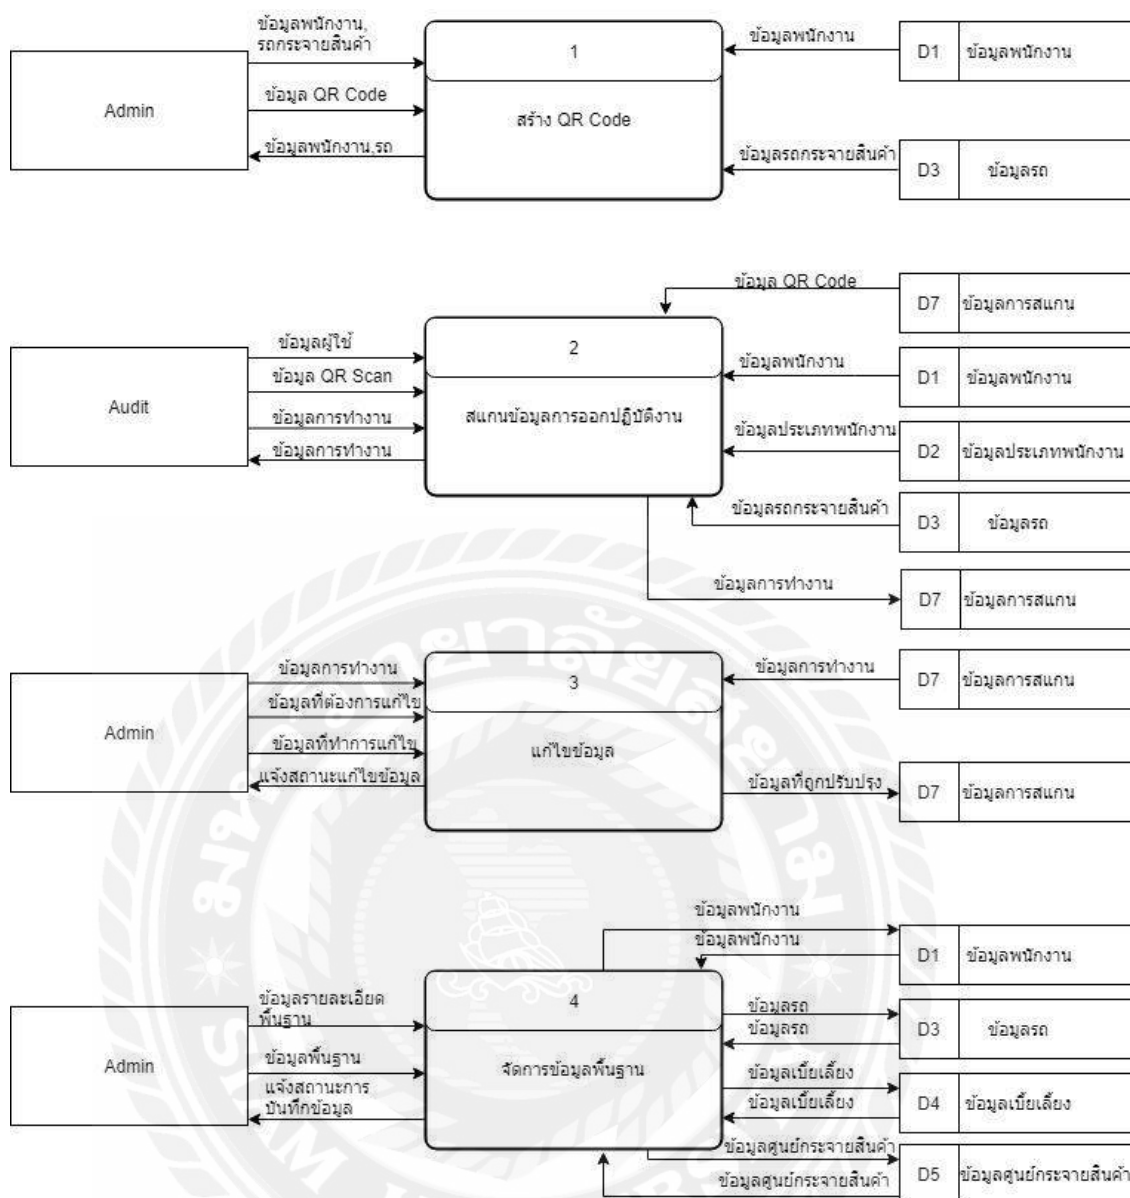 ข้อมูลพนักงาน,
รถกระจายสินค้า
ข้อมูล QR Code
ข้อมูลพนักงาน,รถ
Admin
1
สร้าง QR Code
ข้อมูลพนักงาน
ข้อมูลรถกระจายสินค้า
D1 ข้อมูลพนักงาน
D3 ข้อมูลรถ
Audit
ข้อมูลผู้ใช้
ข้อมูล QR Scan
ข้อมูลการทำงาน
ข้อมูลการทำงาน
2
สแกนข้อมูลการออกปฏิบัติงาน
ข้อมูล QR Code
ข้อมูลพนักงาน
ข้อมูลประเภทพนักงาน
ข้อมูลรถกระจายสินค้า
ข้อมูลการทำงาน
D7 ข้อมูลการสแกน
D1 ข้อมูลพนักงาน
D2 ข้อมูลประเภทพนักงาน
D3 ข้อมูลรถ
D7 ข้อมูลการสแกน
Admin
ข้อมูลการทำงาน
ข้อมูลที่ต้องการแก้ไข
ข้อมูลที่ทำการแก้ไข
แจ้งสถานะแก้ไขข้อมูล
3
แก้ไขข้อมูล
ข้อมูลการทำงาน
ข้อมูลที่ถูกปรับปรุง
D7 ข้อมูลการสแกน
D7 ข้อมูลการสแกน
Admin
ข้อมูลรายละเอียด
พื้นฐาน
ข้อมูลพื้นฐาน
แจ้งสถานะการ
บันทึกข้อมูล
4
จัดการข้อมูลพื้นฐาน
ข้อมูลพนักงาน
ข้อมูลพนักงาน
ข้อมูลรถ
ข้อมูลรถ
ข้อมูลเบี้ยเลี้ยง
ข้อมูลเบี้ยเลี้ยง
ข้อมูลศูนย์กระจายสินค้า
ข้อมูลศูนย์กระจายสินค้า
D1 ข้อมูลพนักงาน
D3 ข้อมูลรถ
D4 ข้อมูลเบี้ยเลี้ยง
D5 ข้อมูลศูนย์กระจายสินค้า